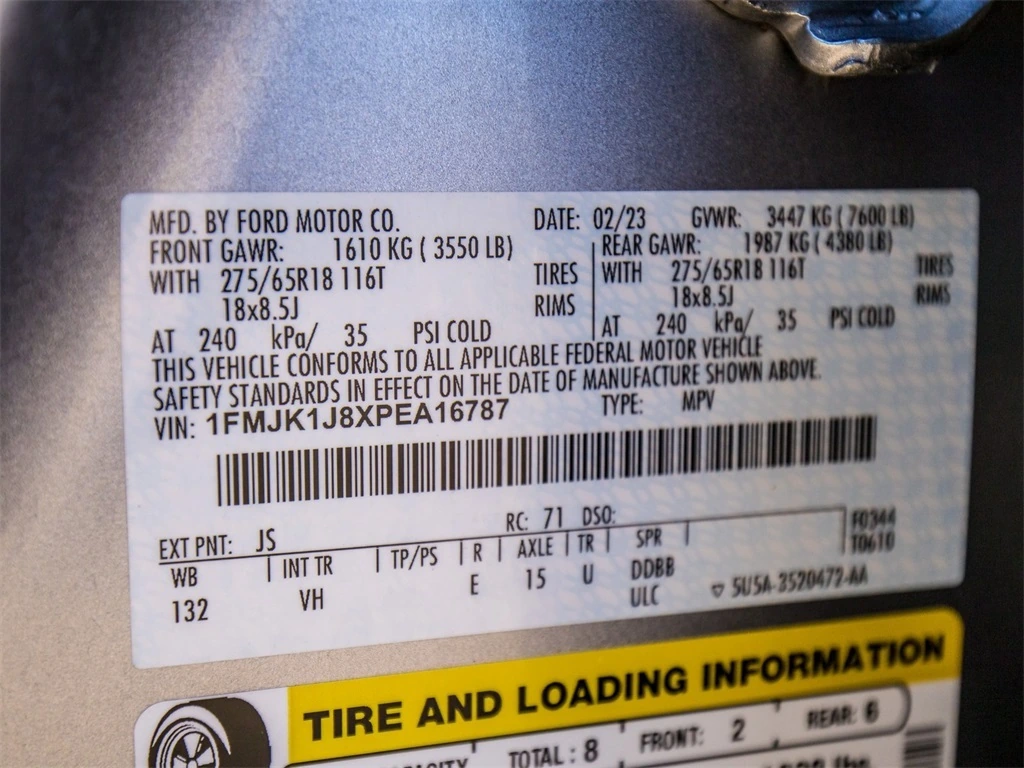 MFD. BY FORD MOTOR CO. DATE: 02/23 GVWR: 3447 KG ( 7600 LB)
FRONT GAWR: 1610 KG ( 3550 LB) REAR GAWR: 1987 KG ( 4380 LB)
WITH 275/65R18 116T TIRES WITH 275/65R18 116T TIRES
18x8.5J RIMS 18x8.5J RIMS
AT 240 kPa/ 35 PSI COLD AT 240 kPa/ 35 PSI COLD
THIS VEHICLE CONFORMS TO ALL APPLICABLE FEDERAL MOTOR VEHICLE
SAFETY STANDARDS IN EFFECT ON THE DATE OF MANUFACTURE SHOWN ABOVE.
VIN: 1FMJK1J8XPEA16787 TYPE: MPV
EXT PNT: JS RC: 71 DSO: F0344
T0610
WB INT TR TP/PS R AXLE TR SPR
132 VH E 15 U DDBB
ULC 5U5A-3520472-AA
TIRE AND LOADING INFORMATION
TOTAL : 8 FRONT: 2 REAR: 6